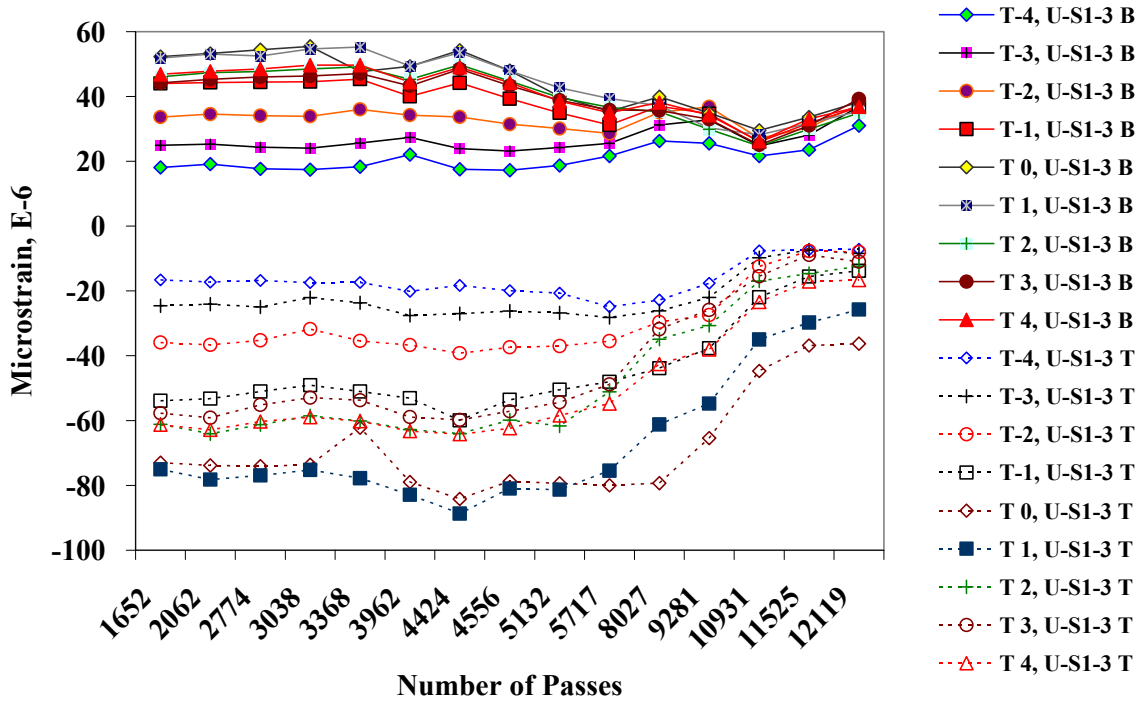 60
40
20
0
-20
-40
-60
-80
-100
Microstrain, E-6
1652
2062
2774
3038
3368
3962
4424
4556
5132
5717
8027
9281
10931
11525
12119
Number of Passes
T-4, U-S1-3 B
T-3, U-S1-3 B
T-2, U-S1-3 B
T-1, U-S1-3 B
T 0, U-S1-3 B
T 1, U-S1-3 B
T 2, U-S1-3 B
T 3, U-S1-3 B
T 4, U-S1-3 B
T-4, U-S1-3 T
T-3, U-S1-3 T
T-2, U-S1-3 T
T-1, U-S1-3 T
T 0, U-S1-3 T
T 1, U-S1-3 T
T 2, U-S1-3 T
T 3, U-S1-3 T
T 4, U-S1-3 T